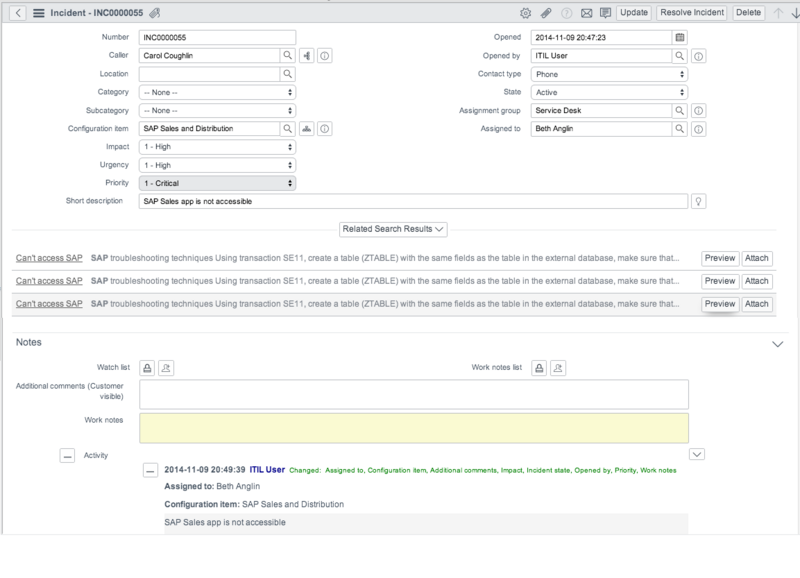 Incident - INC0000055
Update Resolve Incident Delete
Number INC0000055 Opened 2014-11-09 20:47:23
Caller Carol Coughlin Opened by ITIL User
Location Contact type Phone
Category -- None -- State Active
Subcategory -- None -- Assignment group Service Desk
Configuration item SAP Sales and Distribution Assigned to Beth Anglin
Impact 1 - High
Urgency 1 - High
Priority 1 - Critical
Short description SAP Sales app is not accessible
Related Search Results
Can't access SAP SAP troubleshooting techniques Using transaction SE11, create a table (ZTABLE) with the same fields as the table in the external database, make sure that... Preview Attach
Can't access SAP SAP troubleshooting techniques Using transaction SE11, create a table (ZTABLE) with the same fields as the table in the external database, make sure that... Preview Attach
Can't access SAP SAP troubleshooting techniques Using transaction SE11, create a table (ZTABLE) with the same fields as the table in the external database, make sure that... Preview Attach
Notes
Watch list Work notes list
Additional comments (Customer
visible)
Work notes
Activity
2014-11-09 20:49:39 ITIL User Changed: Assigned to, Configuration item, Additional comments, Impact, Incident state, Opened by, Priority, Work notes
Assigned to: Beth Anglin
Configuration item: SAP Sales and Distribution
SAP Sales app is not accessible